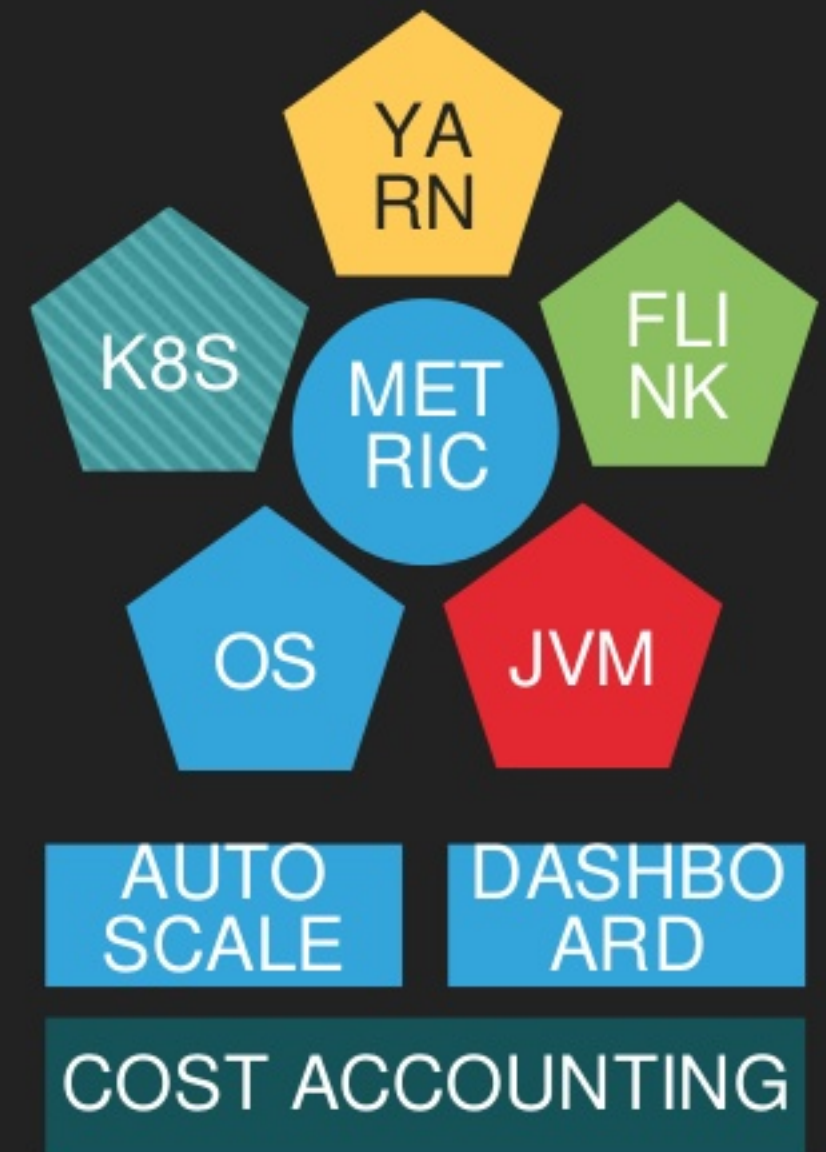 YA
RN
K8S
FLI
NK
MET
RIC
OS
JVM
AUTO
SCALE
DASHBO
ARD
COST ACCOUNTING